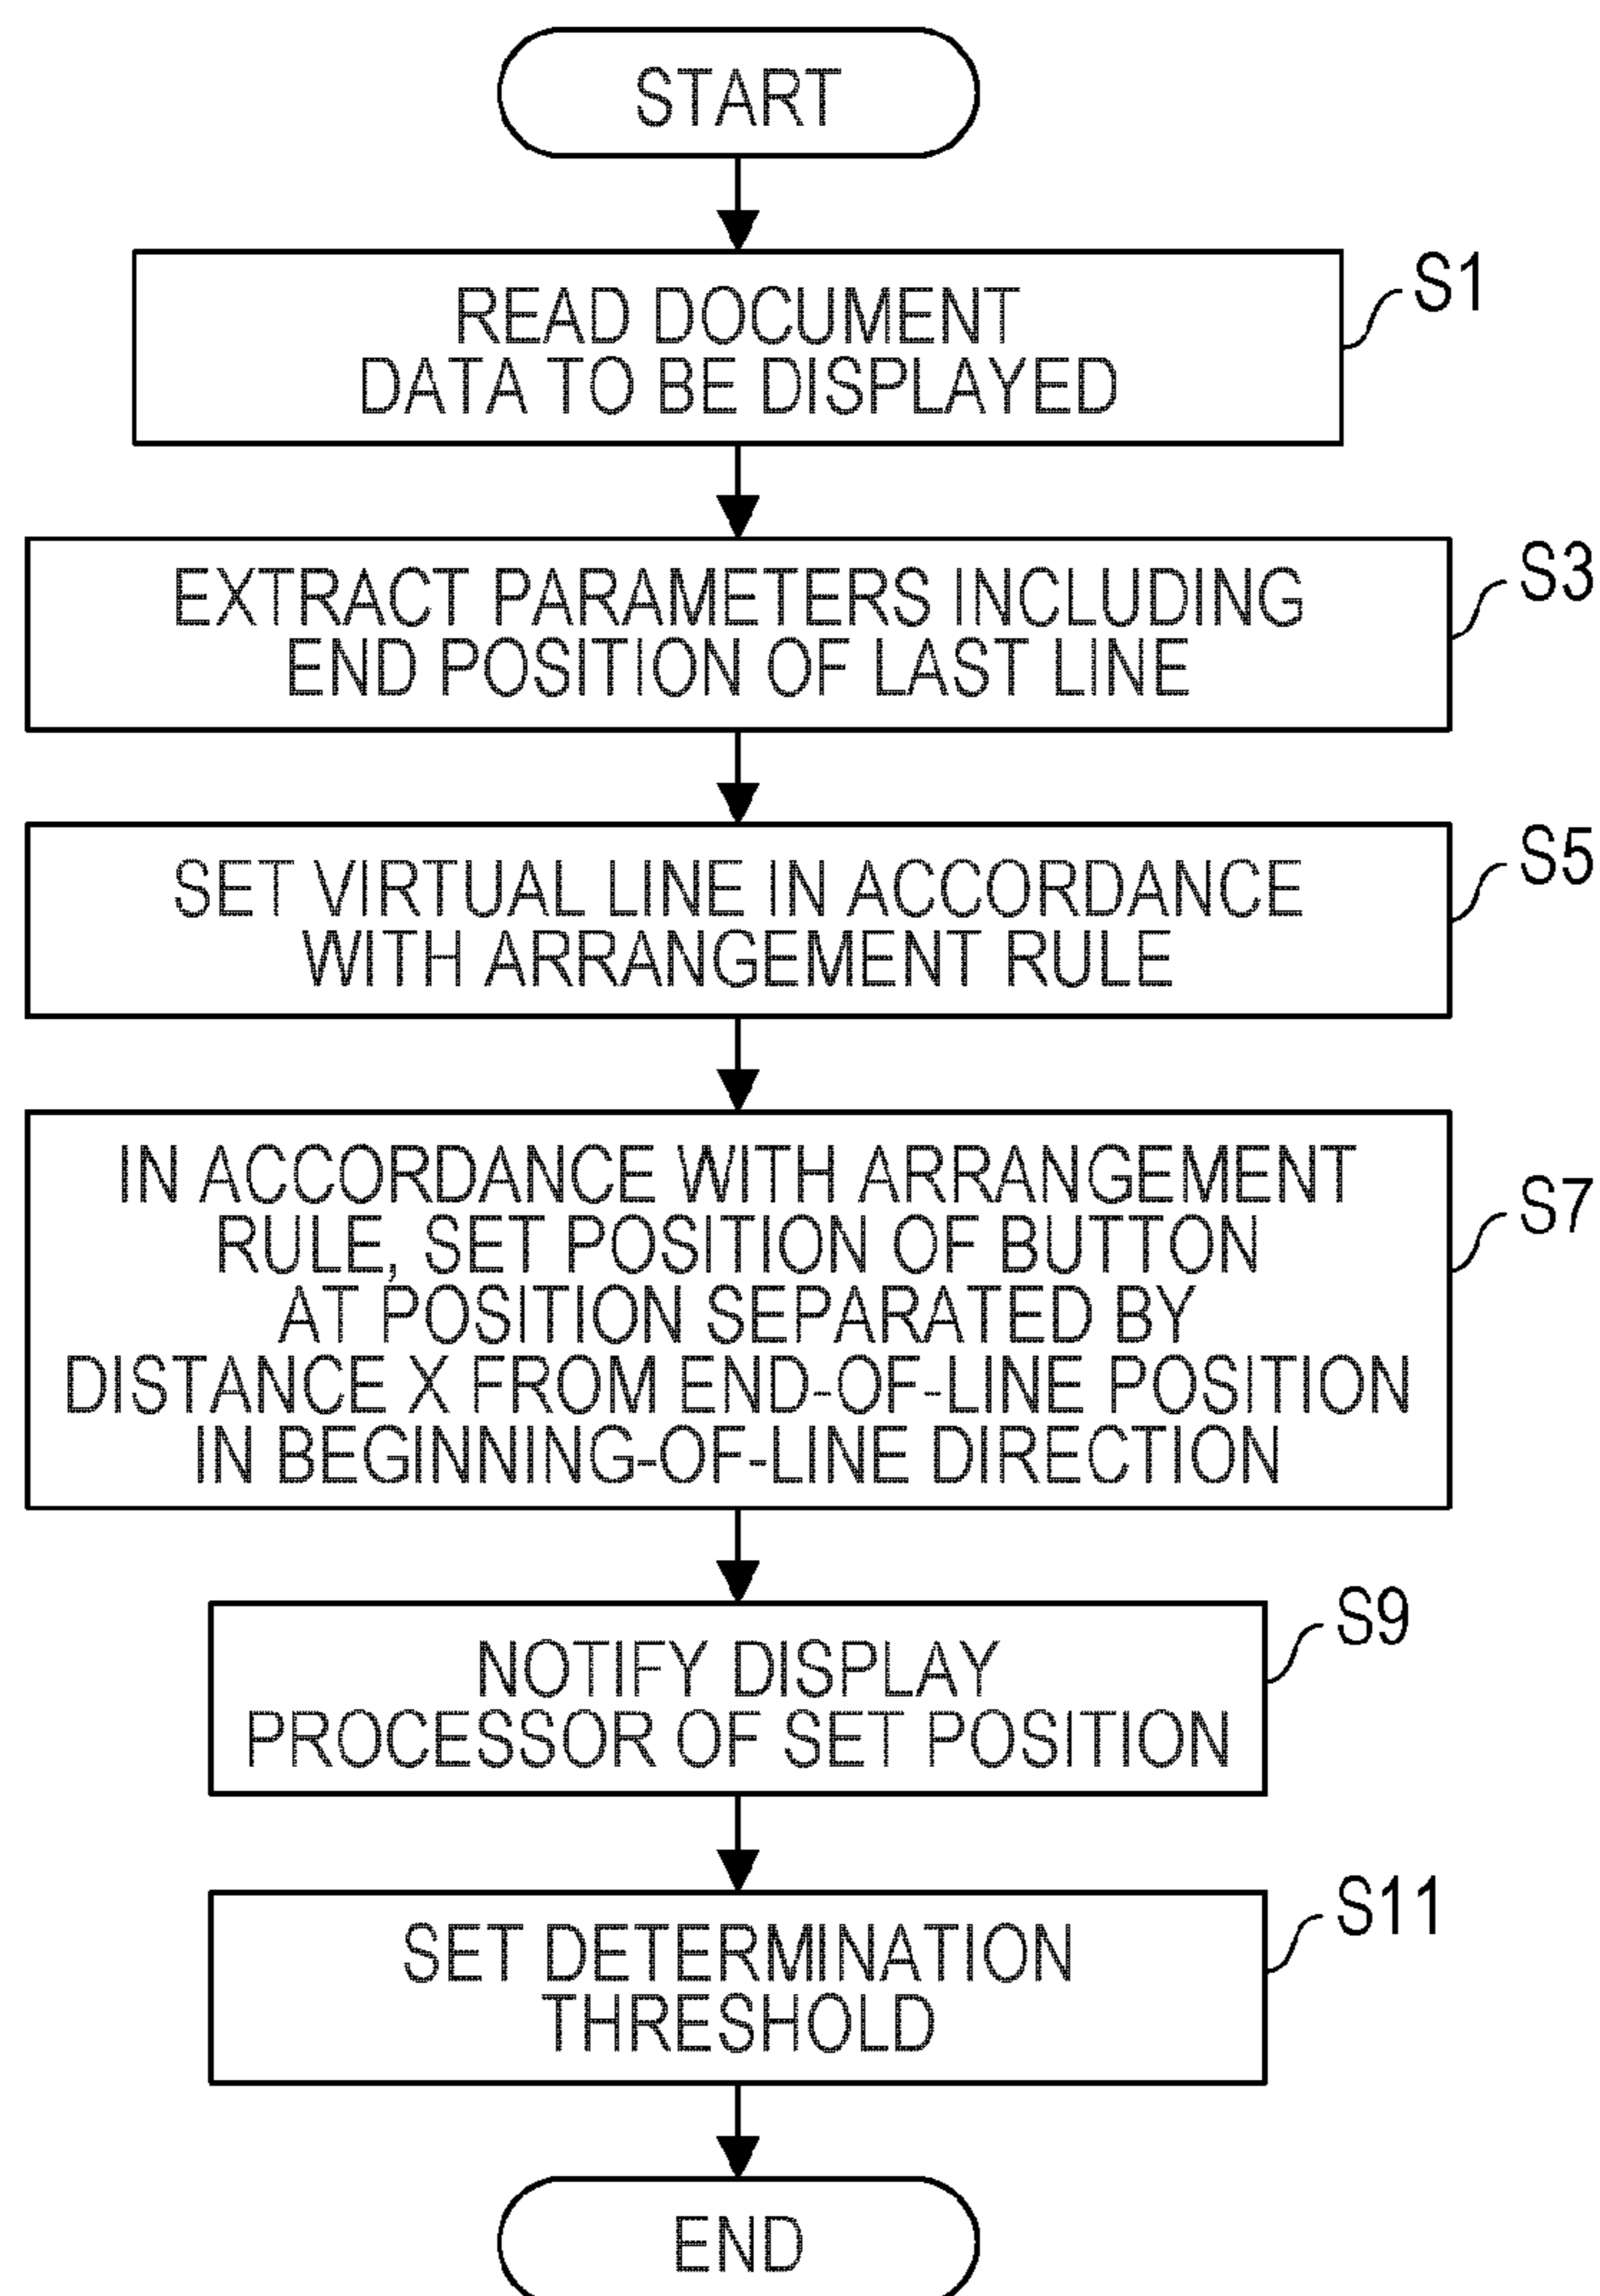 START
S1
READ DOCUMENT
DATA TO BE DISPLAYED
S3
EXTRACT PARAMETERS INCLUDING
END POSITION OF LAST LINE
S5
SET VIRTUAL LINE IN ACCORDANCE
WITH ARRANGEMENT RULE
S7
IN ACCORDANCE WITH ARRANGEMENT
RULE, SET POSITION OF BUTTON
AT POSITION SEPARATED BY
DISTANCE X FROM END-OF-LINE POSITION
IN BEGINNING-OF-LINE DIRECTION
S9
NOTIFY DISPLAY
PROCESSOR OF SET POSITION
S11
SET DETERMINATION
THRESHOLD
END